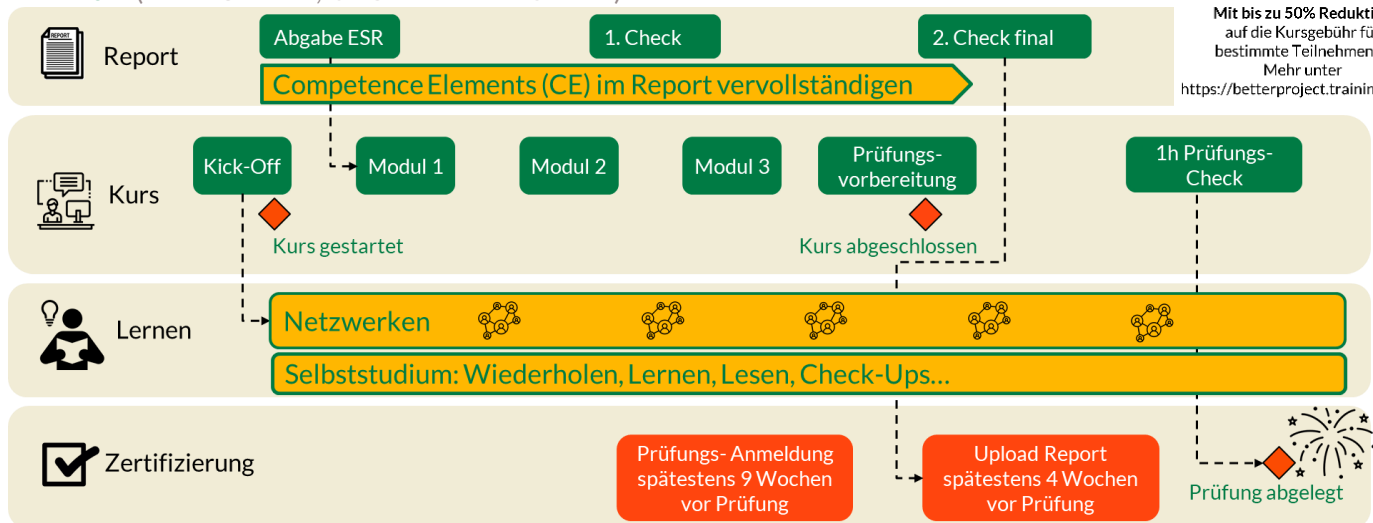 Mit bis zu 50% Redukti
auf die Kursgebühr fü
bestimmte Teilnehmen
Mehr unter
https://betterproject.trainin
REPORT
Report
Abgabe ESR
1. Check
2. Check final
Competence Elements (CE) im Report vervollständigen
Kurs
Kick-Off
Modul 1
Modul 2
Modul 3
Prüfungs-
vorbereitung
1h Prüfungs-
Check
Kurs gestartet
Kurs abgeschlossen
Lernen
Netzwerken
Selbststudium: Wiederholen, Lernen, Lesen, Check-Ups...
Zertifizierung
Prüfungs- Anmeldung
spätestens 9 Wochen
vor Prüfung
Upload Report
spätestens 4 Wochen
vor Prüfung
Prüfung abgelegt